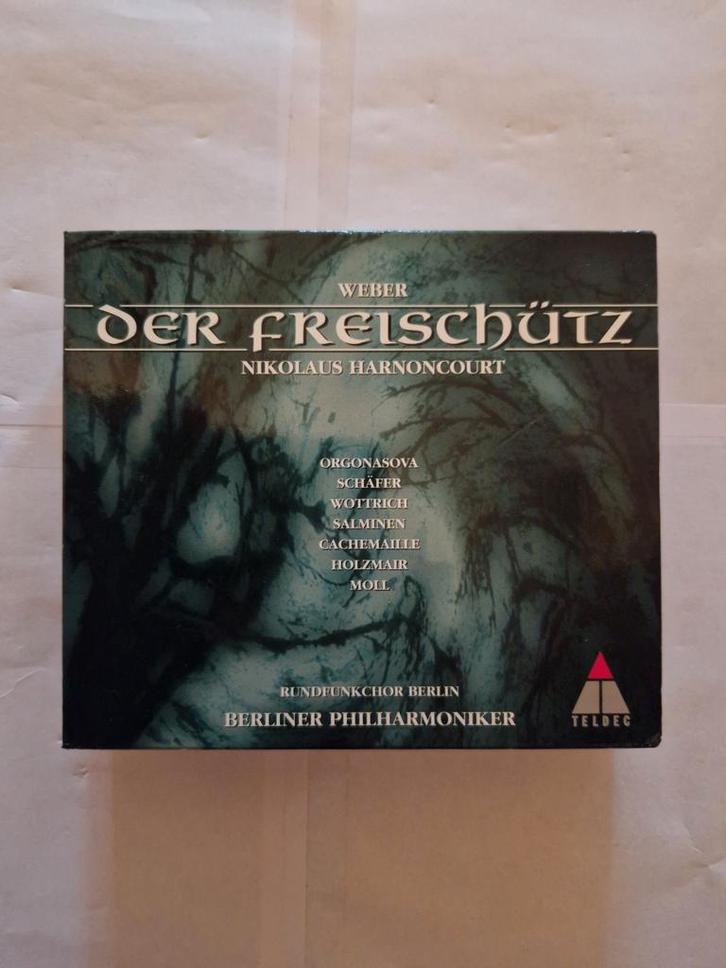 WEBER
DER FREISCHÜTZ
NIKOLAUS HARNONCOURT
ORGONASOVA
SCHÄFER
WOTTRICH
SALMINEN
CACHEMAILLE
HOLZMAIR
MOLL
RUNDFUNKCHOR BERLIN
BERLINER PHILHARMONIKER
TELDEC